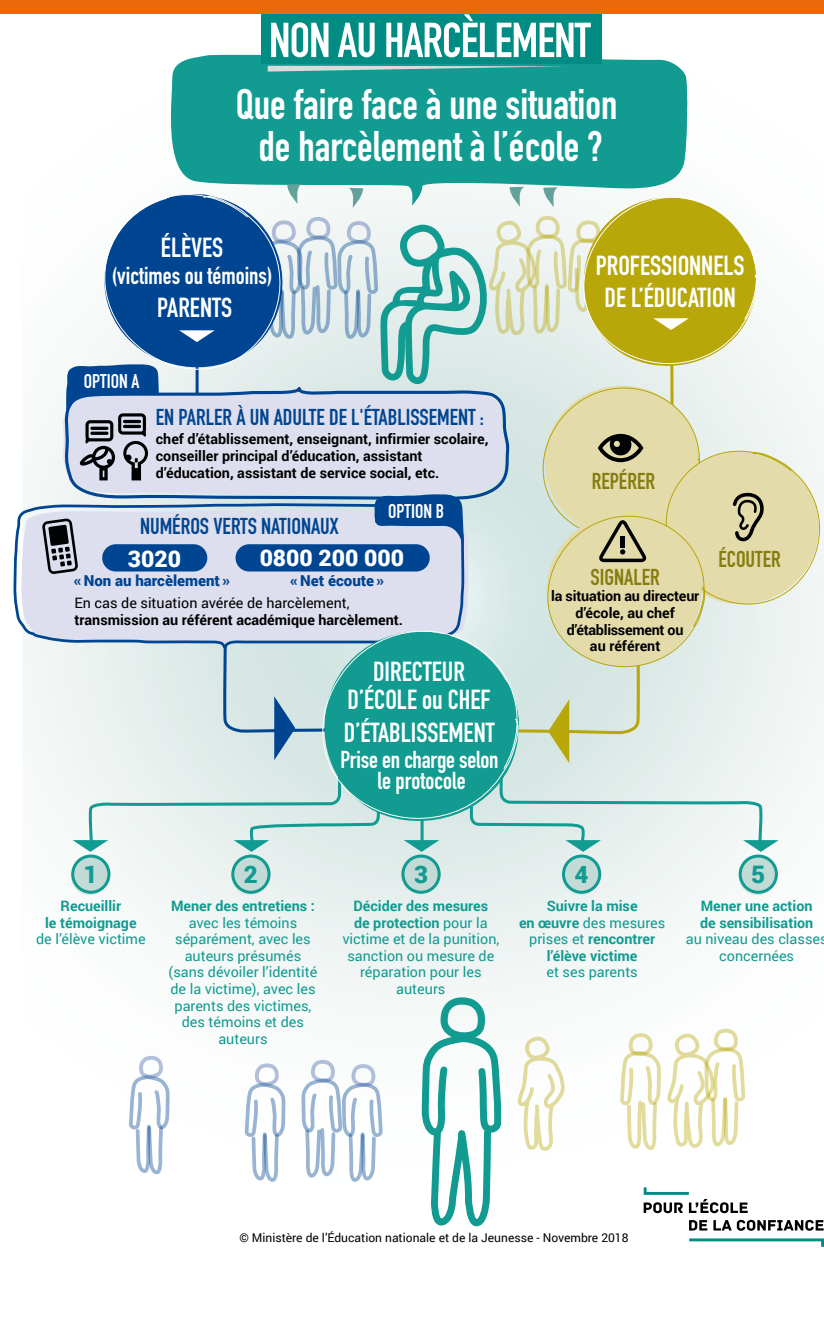 NON AU HARCÈLEMENT
Que faire face à une situation
de harcèlement à l'école ?
ÉLÈVES
(victimes ou témoins)
PARENTS
PROFESSIONNELS
DE L'ÉDUCATION
OPTION A
EN PARLER À UN ADULTE DE L'ÉTABLISSEMENT :
chef d'établissement, enseignant, infirmier scolaire,
conseiller principal d'éducation, assistant
d'éducation, assistant de service social, etc.
OPTION B
NUMÉROS VERTS NATIONAUX
3020
0800 200 000
« Non au harcèlement »
« Net écoute »
En cas de situation avérée de harcèlement,
transmission au référent académique harcèlement.
REPÉRER
ÉCOUTER
SIGNALER
la situation au directeur
d'école, au chef
d'établissement ou
au référent
DIRECTEUR
D'ÉCOLE ou CHEF
D'ÉTABLISSEMENT
Prise en charge selon
le protocole
1
Recueillir
le témoignage
de l'élève victime
2
Mener des entretiens :
avec les témoins
séparément, avec les
auteurs présumés
(sans dévoiler l'identité
de la victime), avec les
parents des victimes,
des témoins et des
auteurs
3
Décider des mesures
de protection pour la
victime et de la punition,
sanction ou mesure de
réparation pour les
auteurs
4
Suivre la mise
en œuvre des mesures
prises et rencontrer
l'élève victime
et ses parents
5
Mener une action
de sensibilisation
au niveau des classes
concernées
POUR L'ÉCOLE
DE LA CONFIANCE
© Ministère de l'Éducation nationale et de la Jeunesse - Novembre 2018